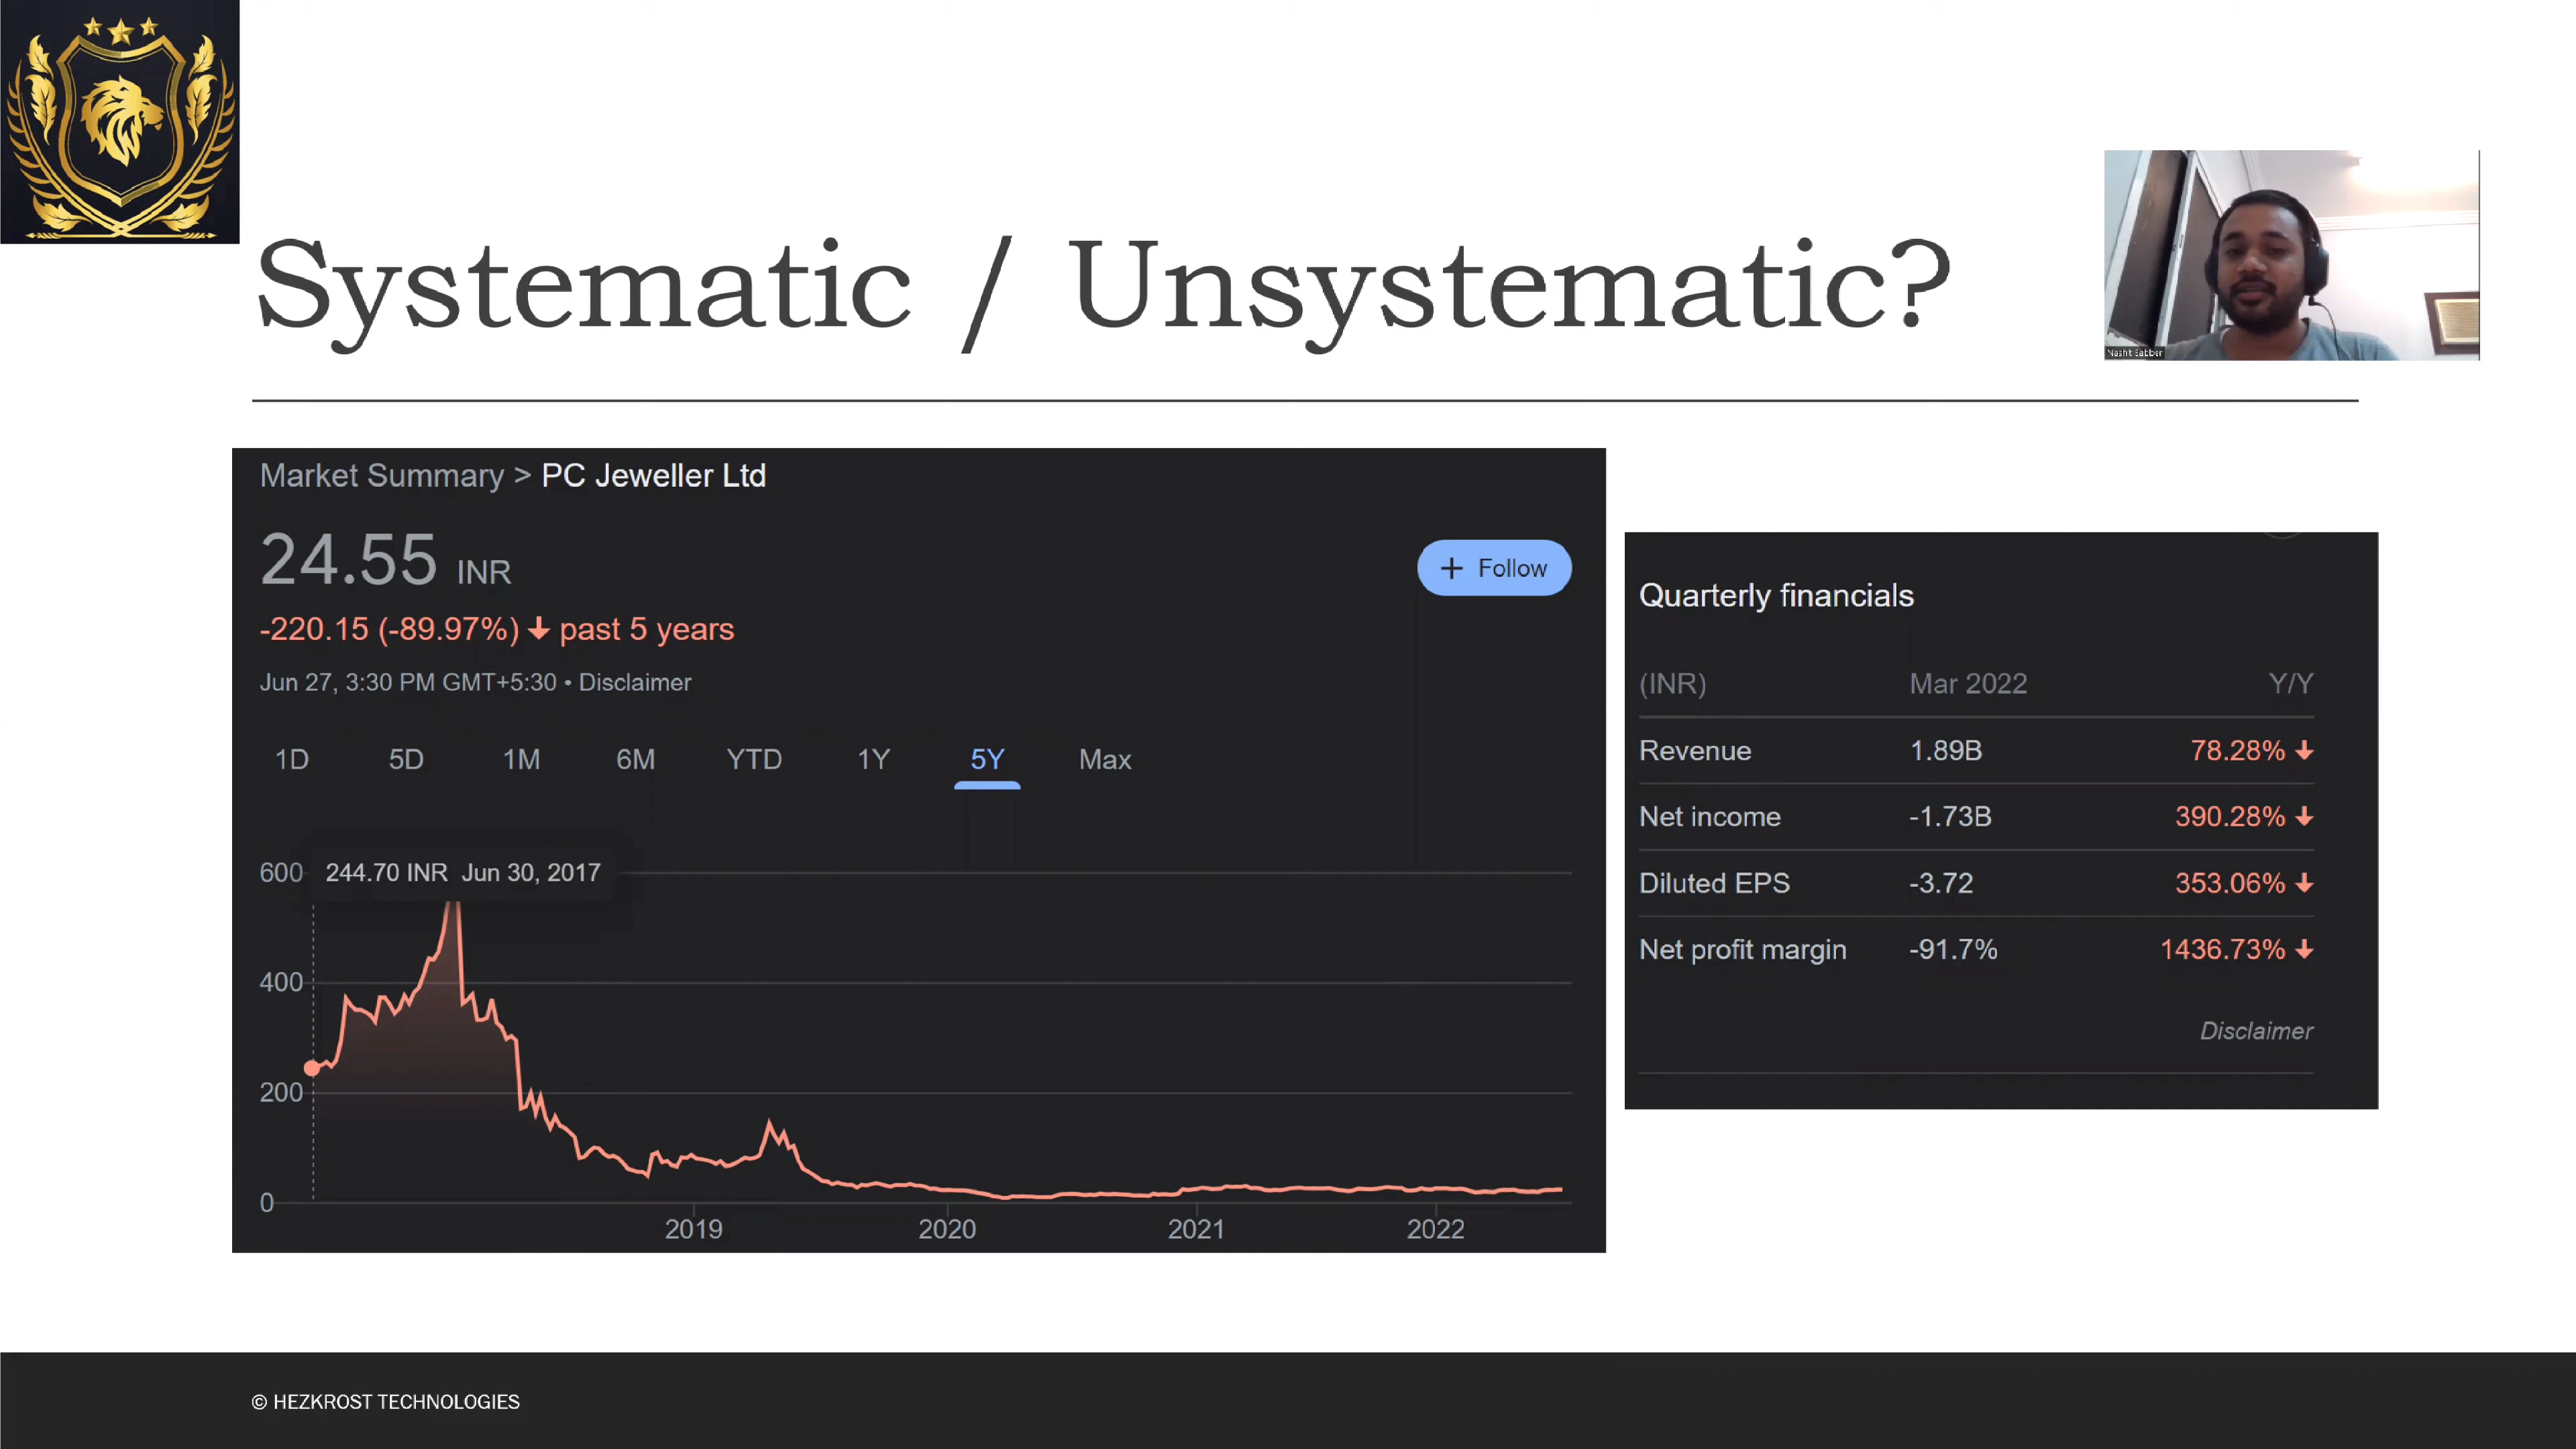 Systematic / Unsystematic?
Market Summary > PC Jeweller Ltd
24.55 INR
+ Follow
-220.15 (-89.97%) ↓ past 5 years
Jun 27, 3:30 PM GMT+5:30 • Disclaimer
1D 5D 1M 6M YTD 1Y 5Y Max
600
244.70 INR Jun 30, 2017
400
200
0
2019 2020 2021 2022
Quarterly financials
(INR) Mar 2022 Y/Y
Revenue 1.89B 78.28% ↓
Net income -1.73B 390.28% ↓
Diluted EPS -3.72 353.06% ↓
Net profit margin -91.7% 1436.73% ↓
Disclaimer
© HEZKROST TECHNOLOGIES